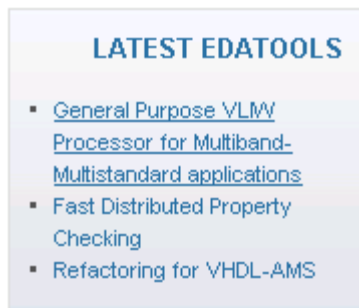 LATEST EDATOOLS
General Purpose VLIW
Processor for Multiband-
Multistandard applications
Fast Distributed Property
Checking
Refactoring for VHDL-AMS